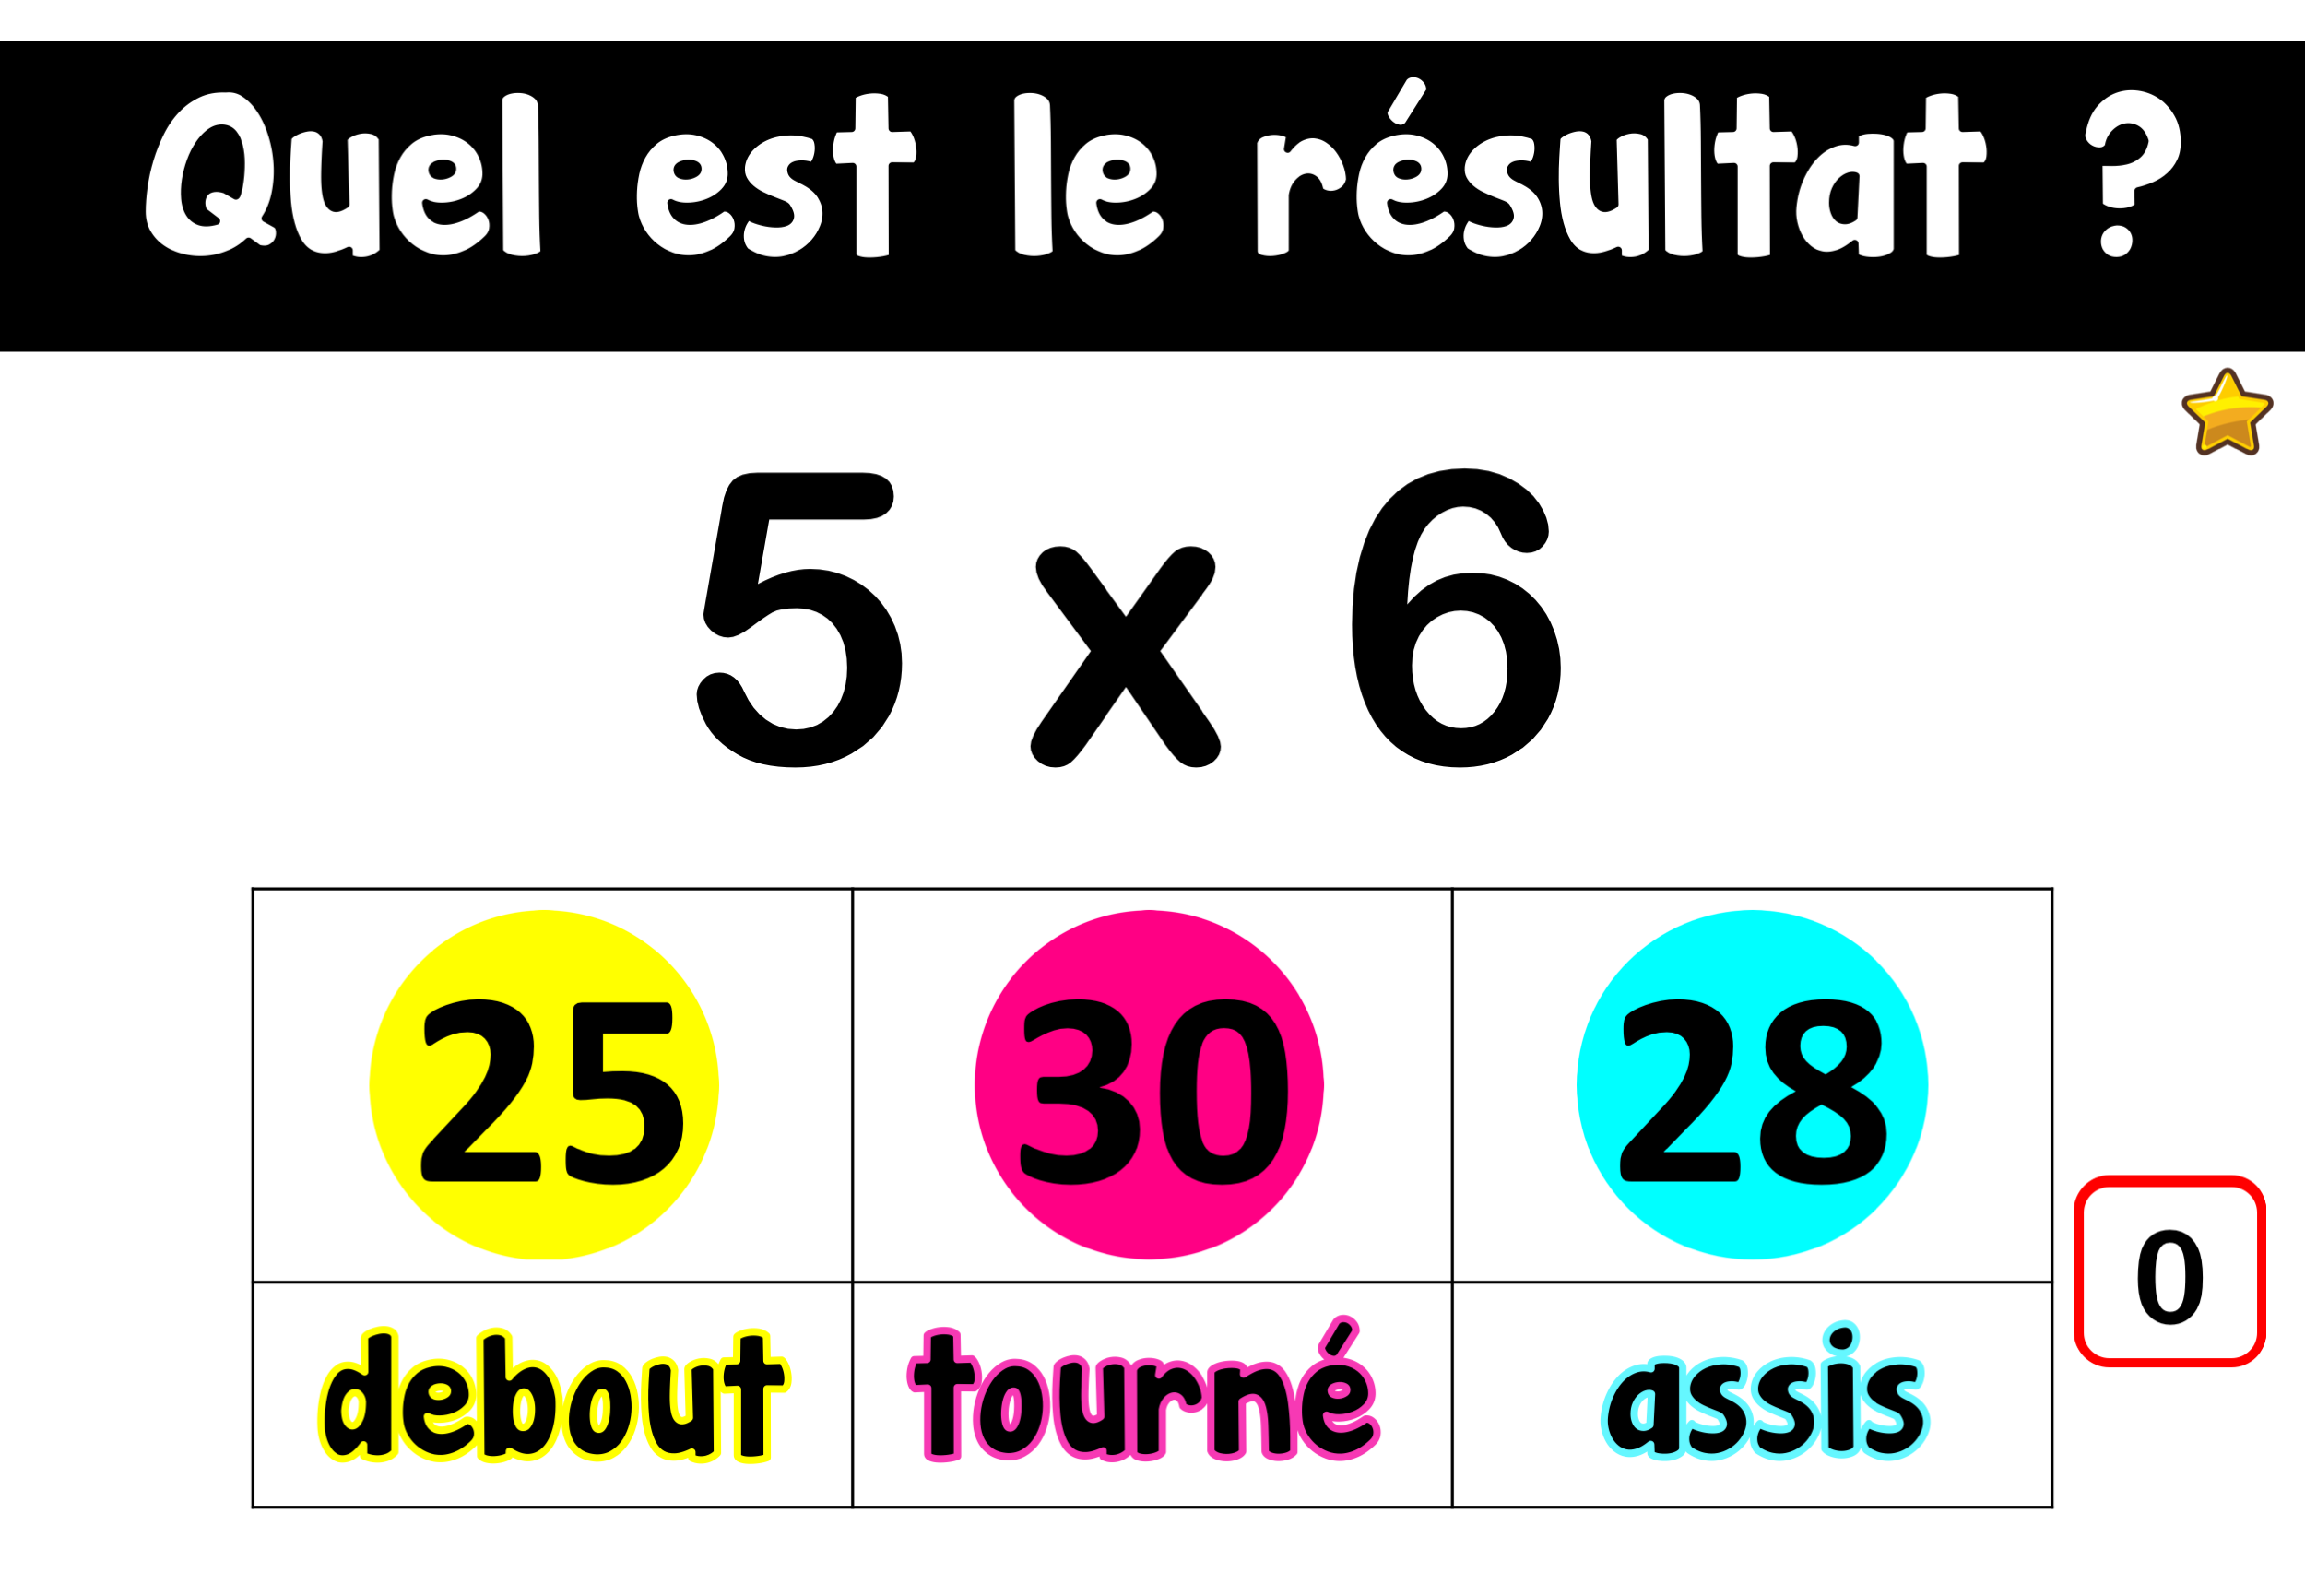 Quel est le résultat ?
5 x 6
25 30 28
0
debout tourné assis